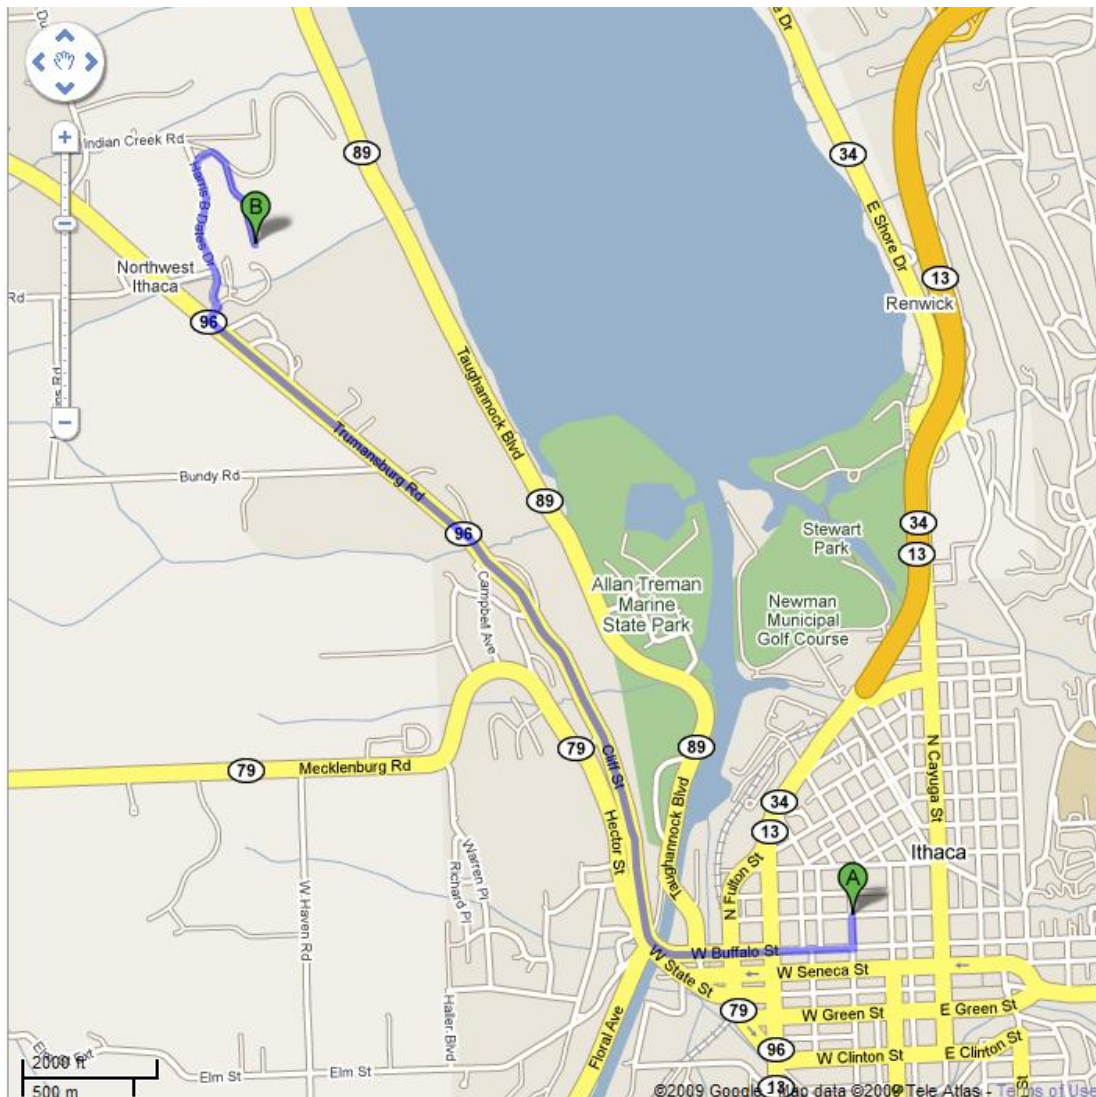 Indian Creek Rd
89
34
Harris B Dates Dr
B
E Shore Dr
Northwest
Ithaca
13
Renwick
Rd
96
Taughannock Blvd
Trumansburg Rd
Bundy Rd
89
34
13
Stewart
Park
96
Campbell Ave
Allan Treman
Marine
State Park
Newman
Municipal
Golf Course
79
Mecklenburg Rd
79
Cliff St
89
N Cayuga St
34
13
Hector St
Taughannock Blvd
Warren Pl
Richard Pl
Ithaca
A
N Fulton St
W Haven Rd
W Buffalo St
W State St
W Seneca St
79
W Green St
E Green St
Haller Blvd
Floral Ave
96
W Clinton St
E Clinton St
2000 ft
Elm St
Elm St
500 m
13
©2009 Google - Map data ©2009 Tele Atlas - Terms of Use